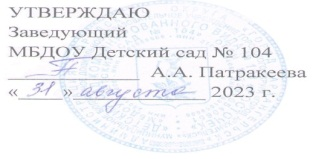 УТВЕРЖДАЮ
Заведующий
МБДОУ Детский сад № 104
А.А. Патракеева
«31» августа 2023 г.